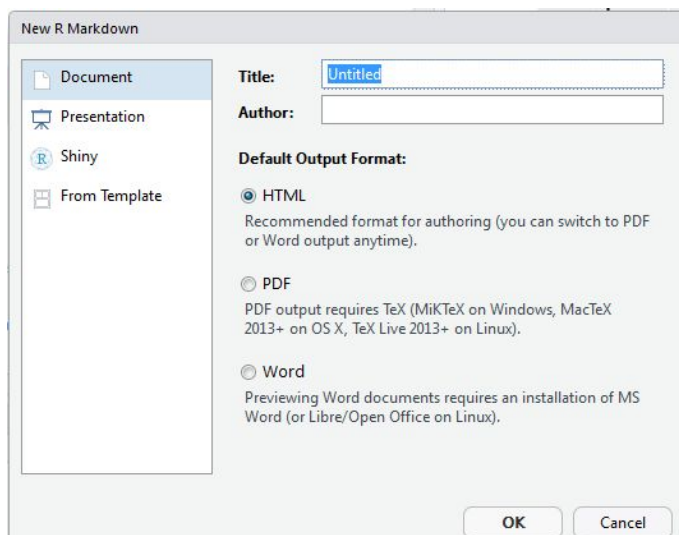 New R Markdown
Document
Presentation
R Shiny
From Template
Title: Untitled
Author:
Default Output Format:
HTML
Recommended format for authoring (you can switch to PDF
or Word output anytime).
PDF
PDF output requires TeX (MiKTeX on Windows, MacTeX
2013+ on OS X, TeX Live 2013+ on Linux).
Word
Previewing Word documents requires an installation of MS
Word (or Libre/Open Office on Linux).
OK Cancel